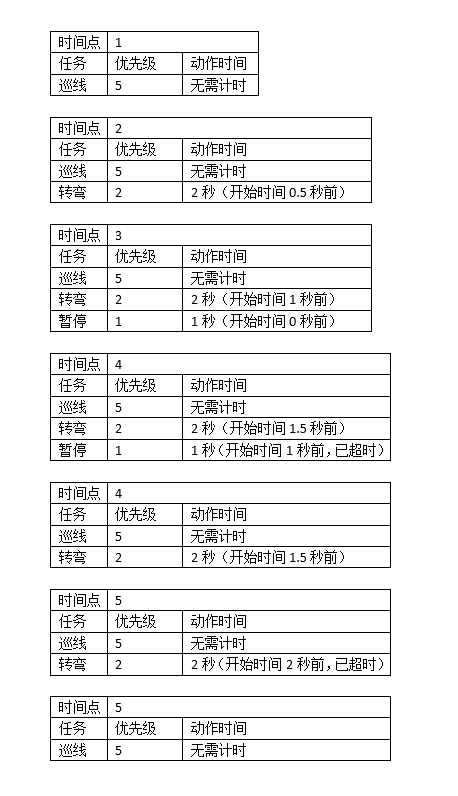 时间点 1
任务 优先级 动作时间
巡线 5 无需计时
时间点 2
任务 优先级 动作时间
巡线 5 无需计时
转弯 2 2 秒（开始时间 0.5 秒前）
时间点 3
任务 优先级 动作时间
巡线 5 无需计时
转弯 2 2 秒（开始时间 1 秒前）
暂停 1 1 秒（开始时间 0 秒前）
时间点 4
任务 优先级 动作时间
巡线 5 无需计时
转弯 2 2 秒（开始时间 1.5 秒前）
暂停 1 1 秒（开始时间 1 秒前，已超时）
时间点 4
任务 优先级 动作时间
巡线 5 无需计时
转弯 2 2 秒（开始时间 1.5 秒前）
时间点 5
任务 优先级 动作时间
巡线 5 无需计时
转弯 2 2 秒（开始时间 2 秒前，已超时）
时间点 5
任务 优先级 动作时间
巡线 5 无需计时